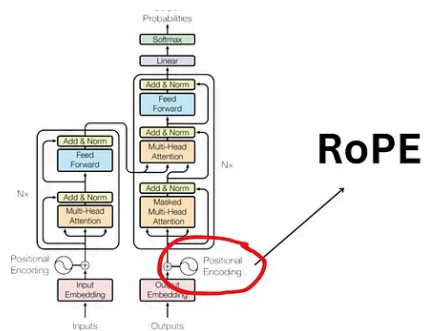 Probabilities
Softmax
Linear
Add & Norm
Feed
Forward
Add & Norm
Multi-Head
Attention
Add & Norm
Masked
Multi-Head
Attention
Nx
Add & Norm
Feed
Forward
Add & Norm
Multi-Head
Attention
Nx
Positional
Encoding
Positional
Encoding
Input
Embedding
Output
Embedding
Inputs
Outputs
RoPE